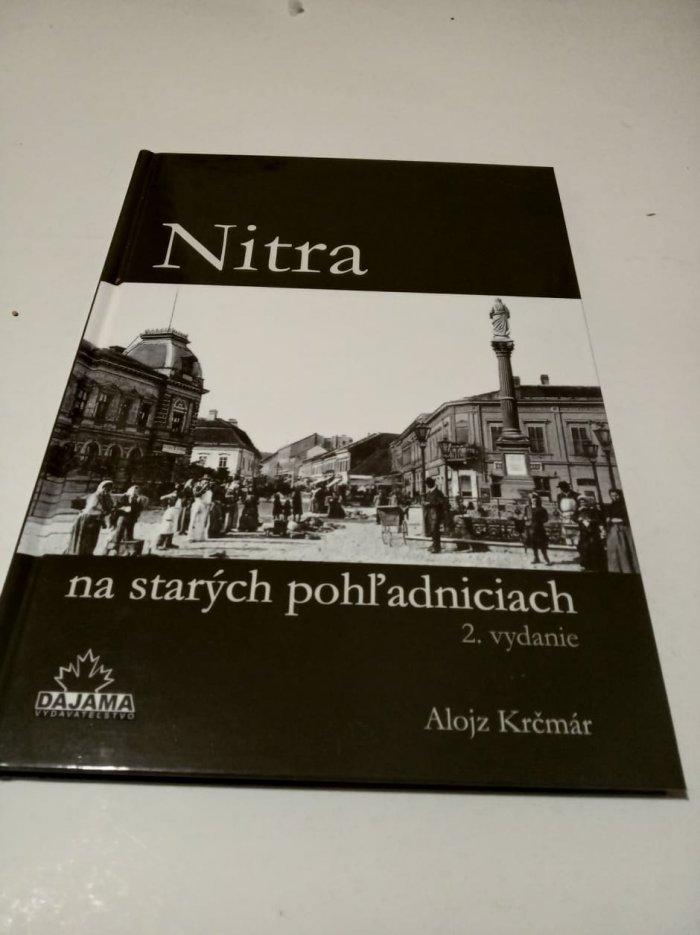 Nitra
na starých pohľadniciach
2. vydanie
DAJAMA
VYDAVATEĽSTVO
Alojz Krčmár